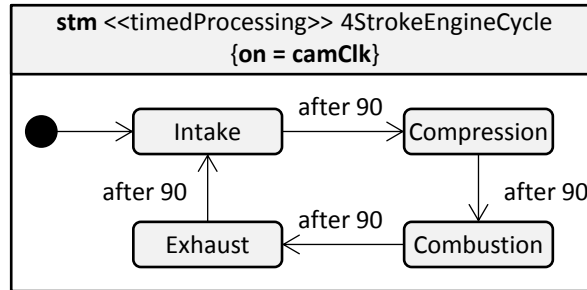 stm <<timedProcessing>> 4StrokeEngineCycle
{on = camClk}
after 90
Intake
Compression
after 90
after 90
after 90
Exhaust
Combustion